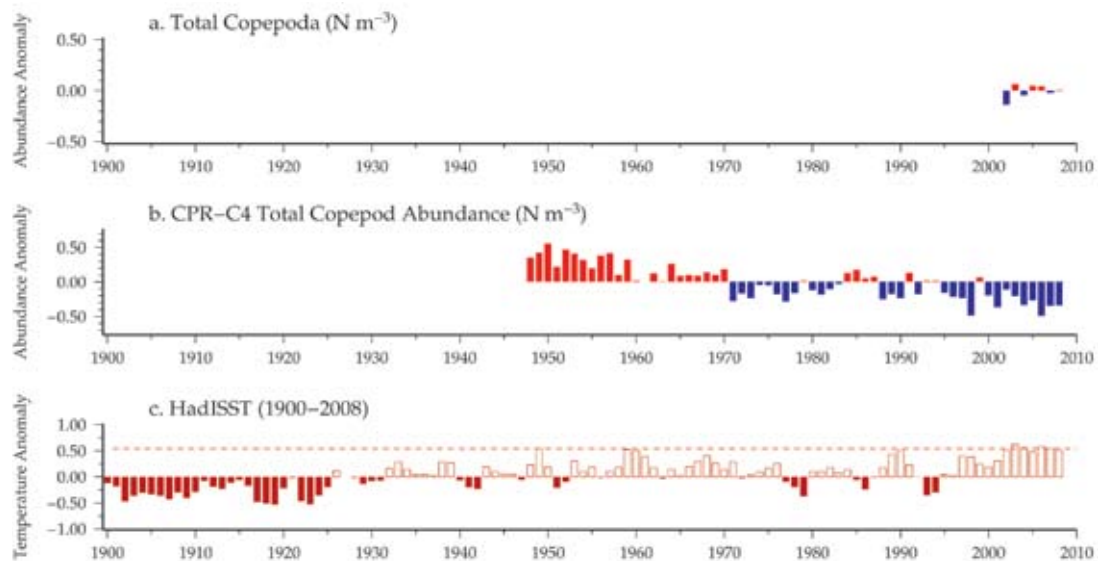 a. Total Copepoda (N m⁻³)
Abundance Anomaly
0.50
0.00
−0.50
1900 1910 1920 1930 1940 1950 1960 1970 1980 1990 2000 2010
b. CPR−C4 Total Copepod Abundance (N m⁻³)
Abundance Anomaly
0.50
0.00
−0.50
1900 1910 1920 1930 1940 1950 1960 1970 1980 1990 2000 2010
c. HadISST (1900−2008)
Temperature Anomaly
1.00
0.50
0.00
−0.50
−1.00
1900 1910 1920 1930 1940 1950 1960 1970 1980 1990 2000 2010